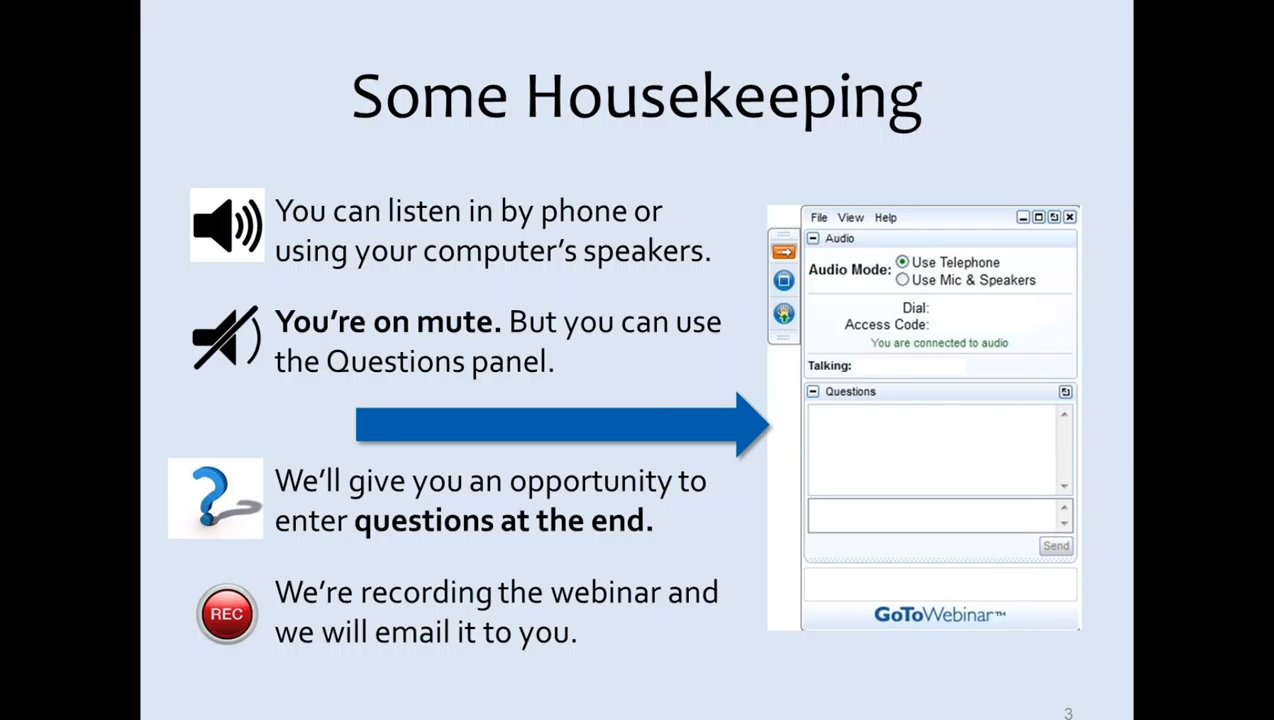 Some Housekeeping
You can listen in by phone or
using your computer's speakers.
You're on mute. But you can use
the Questions panel.
We'll give you an opportunity to
enter questions at the end.
REC
We're recording the webinar and
we will email it to you.
File View Help
Audio
Audio Mode: Use Telephone
Use Mic & Speakers
Dial:
Access Code:
You are connected to audio
Talking:
Questions
Send
GoToWebinar™
3